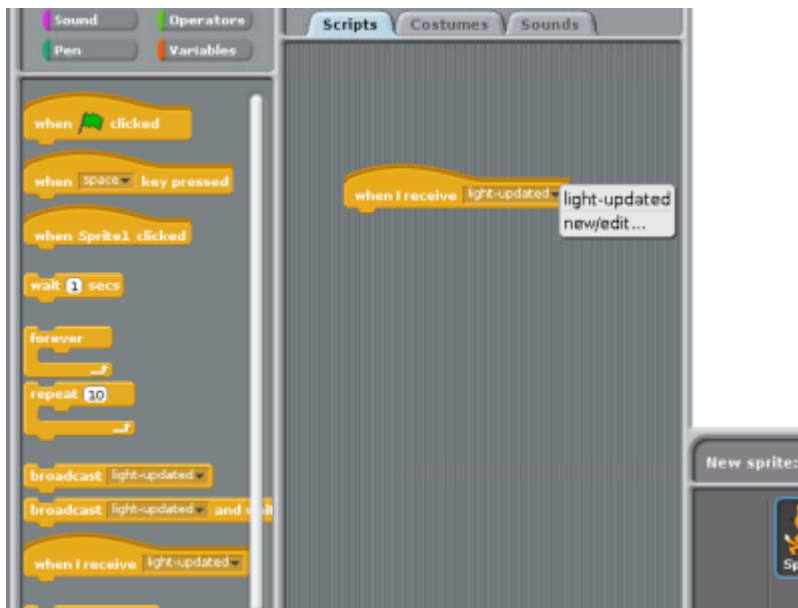 Sound
Operators
Pen
Variables
Scripts
Costumes
Sounds
when clicked
when space key pressed
when Sprite1 clicked
wait 1 secs
forever
repeat 10
broadcast light-updated
broadcast light-updated and
when I receive light-updated
when I receive light-updated
light-updated
new/edit...
New sprite: